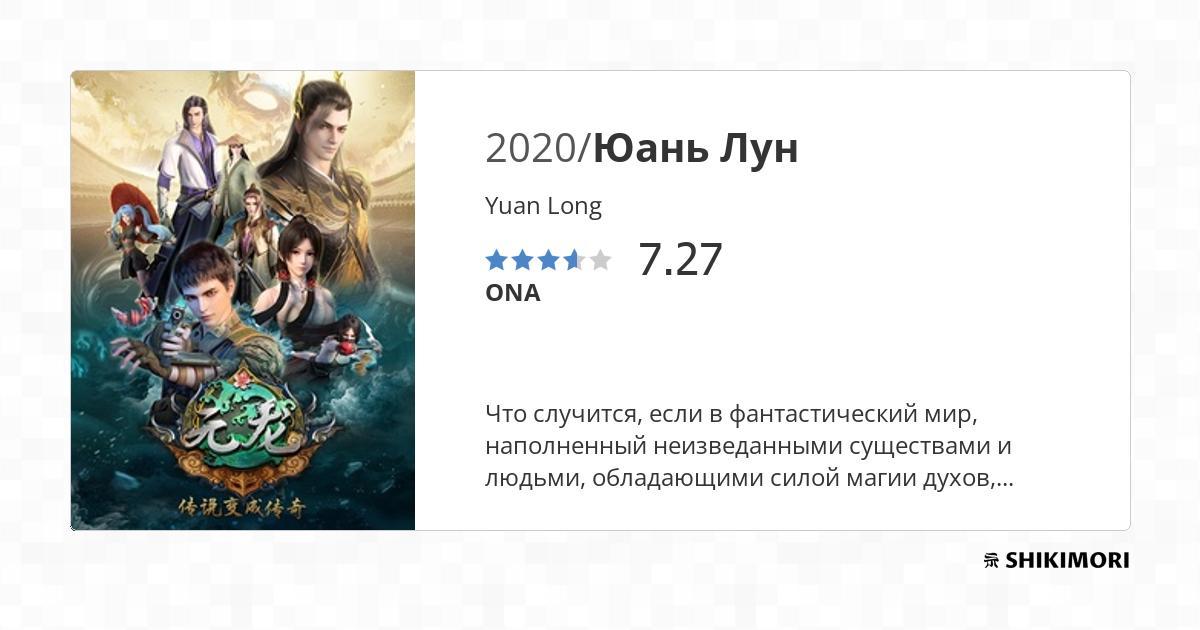 2020/Юань Лун
Yuan Long
7.27
ONA
Что случится, если в фантастический мир,
наполненный неизведанными существами и
людьми, обладающими силой магии духов,...
元龙
传说变成传奇
SHIKIMORI